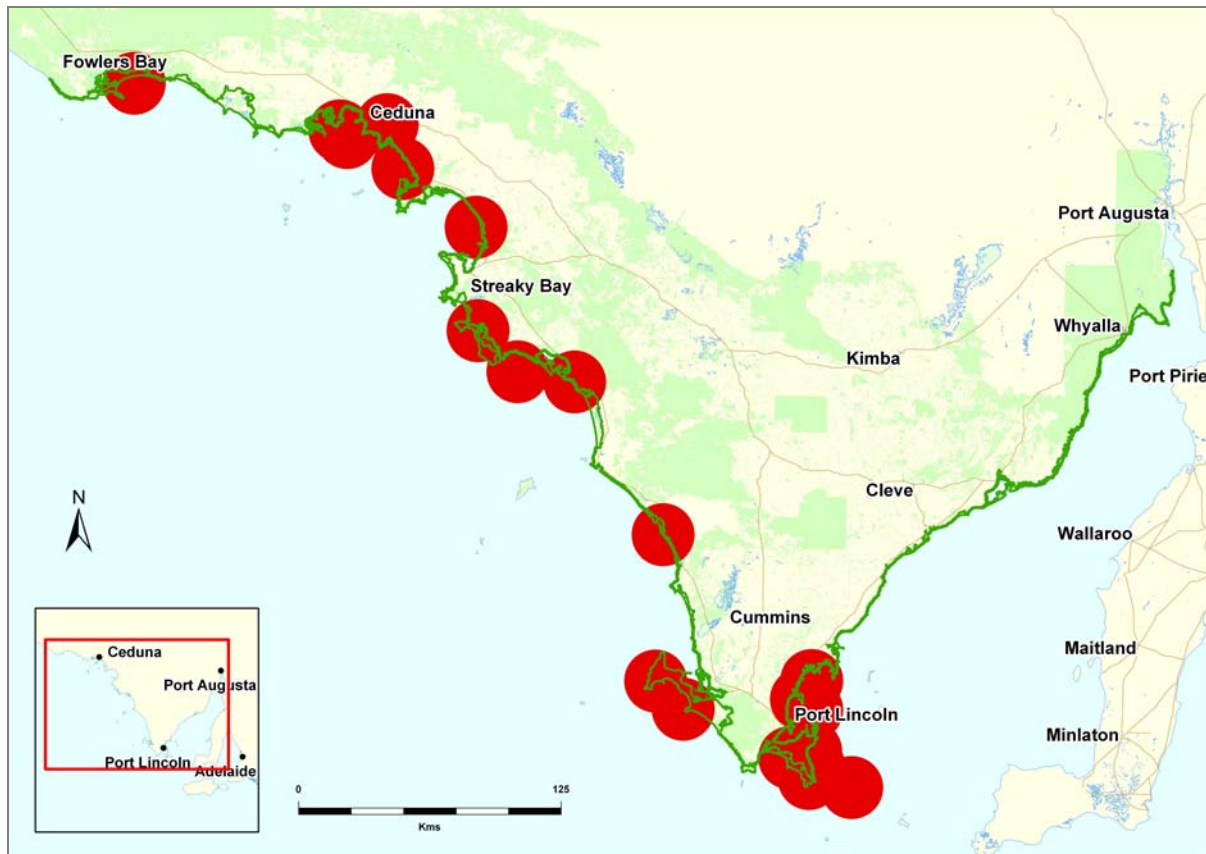 Fowlers Bay
Ceduna
Port Augusta
Streaky Bay
Whyalla
Kimba
Port Pirie
Cleve
N
Wallaroo
Cummins
Ceduna
Maitland
Port Augusta
Port Lincoln
Minlaton
Port Lincoln
Adelaide
0
125
Kms